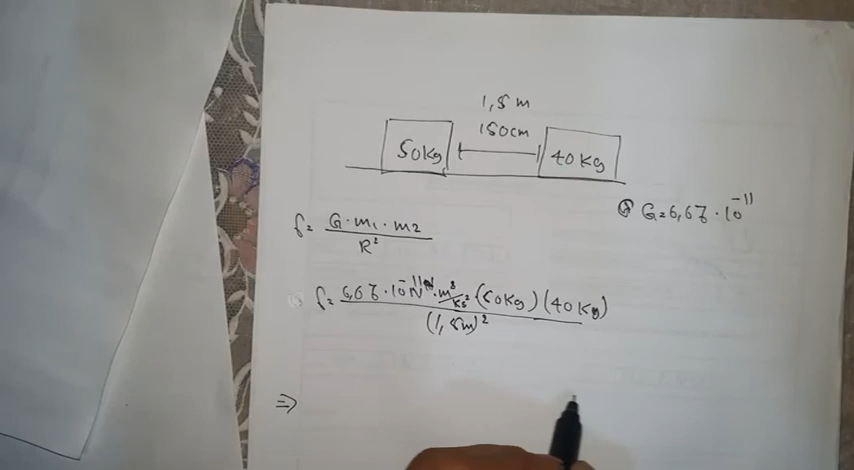 1,5 m
150cm
50kg
40kg
G=6,67·10⁻¹¹
f= G·m1·m2
R²
f= 6,67·10⁻¹¹ N·m²/kg² (50kg)(40kg)
(1,5m)²
⇒